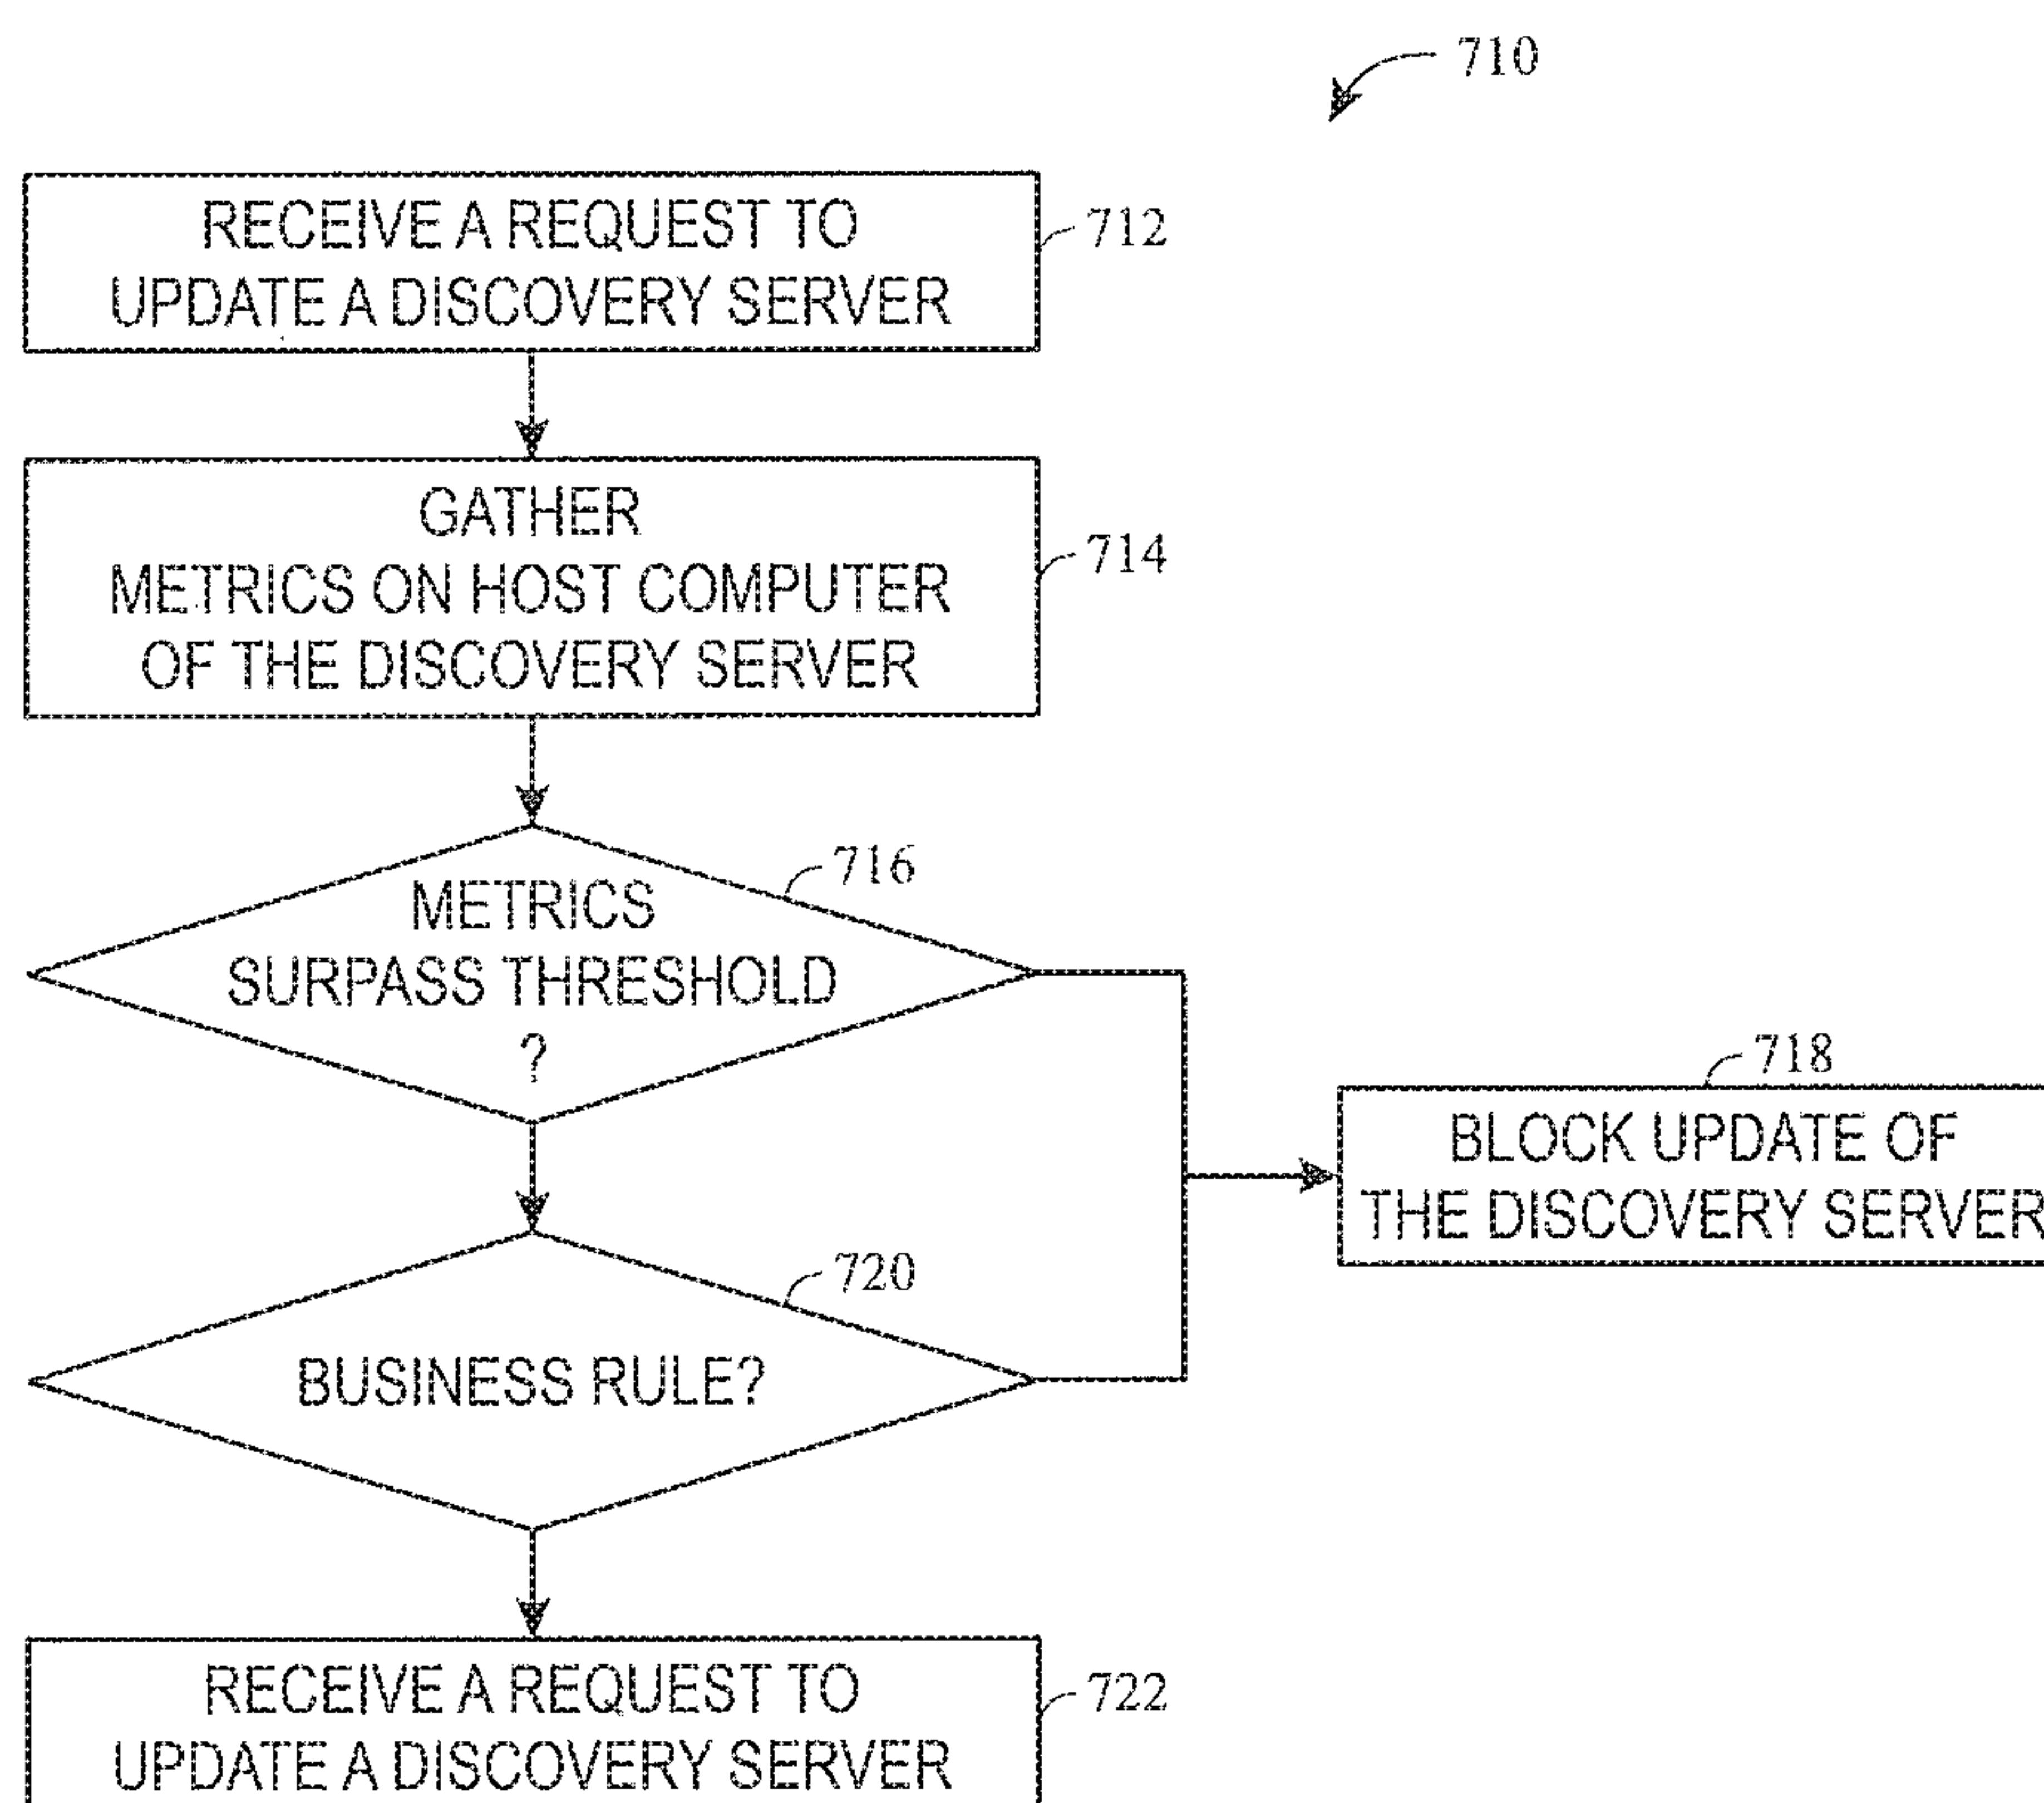 710
RECEIVE A REQUEST TO
UPDATE A DISCOVERY SERVER
712
GATHER
METRICS ON HOST COMPUTER
OF THE DISCOVERY SERVER
714
716
METRICS
SURPASS THRESHOLD
?
718
BLOCK UPDATE OF
THE DISCOVERY SERVER
720
BUSINESS RULE?
RECEIVE A REQUEST TO
UPDATE A DISCOVERY SERVER
722